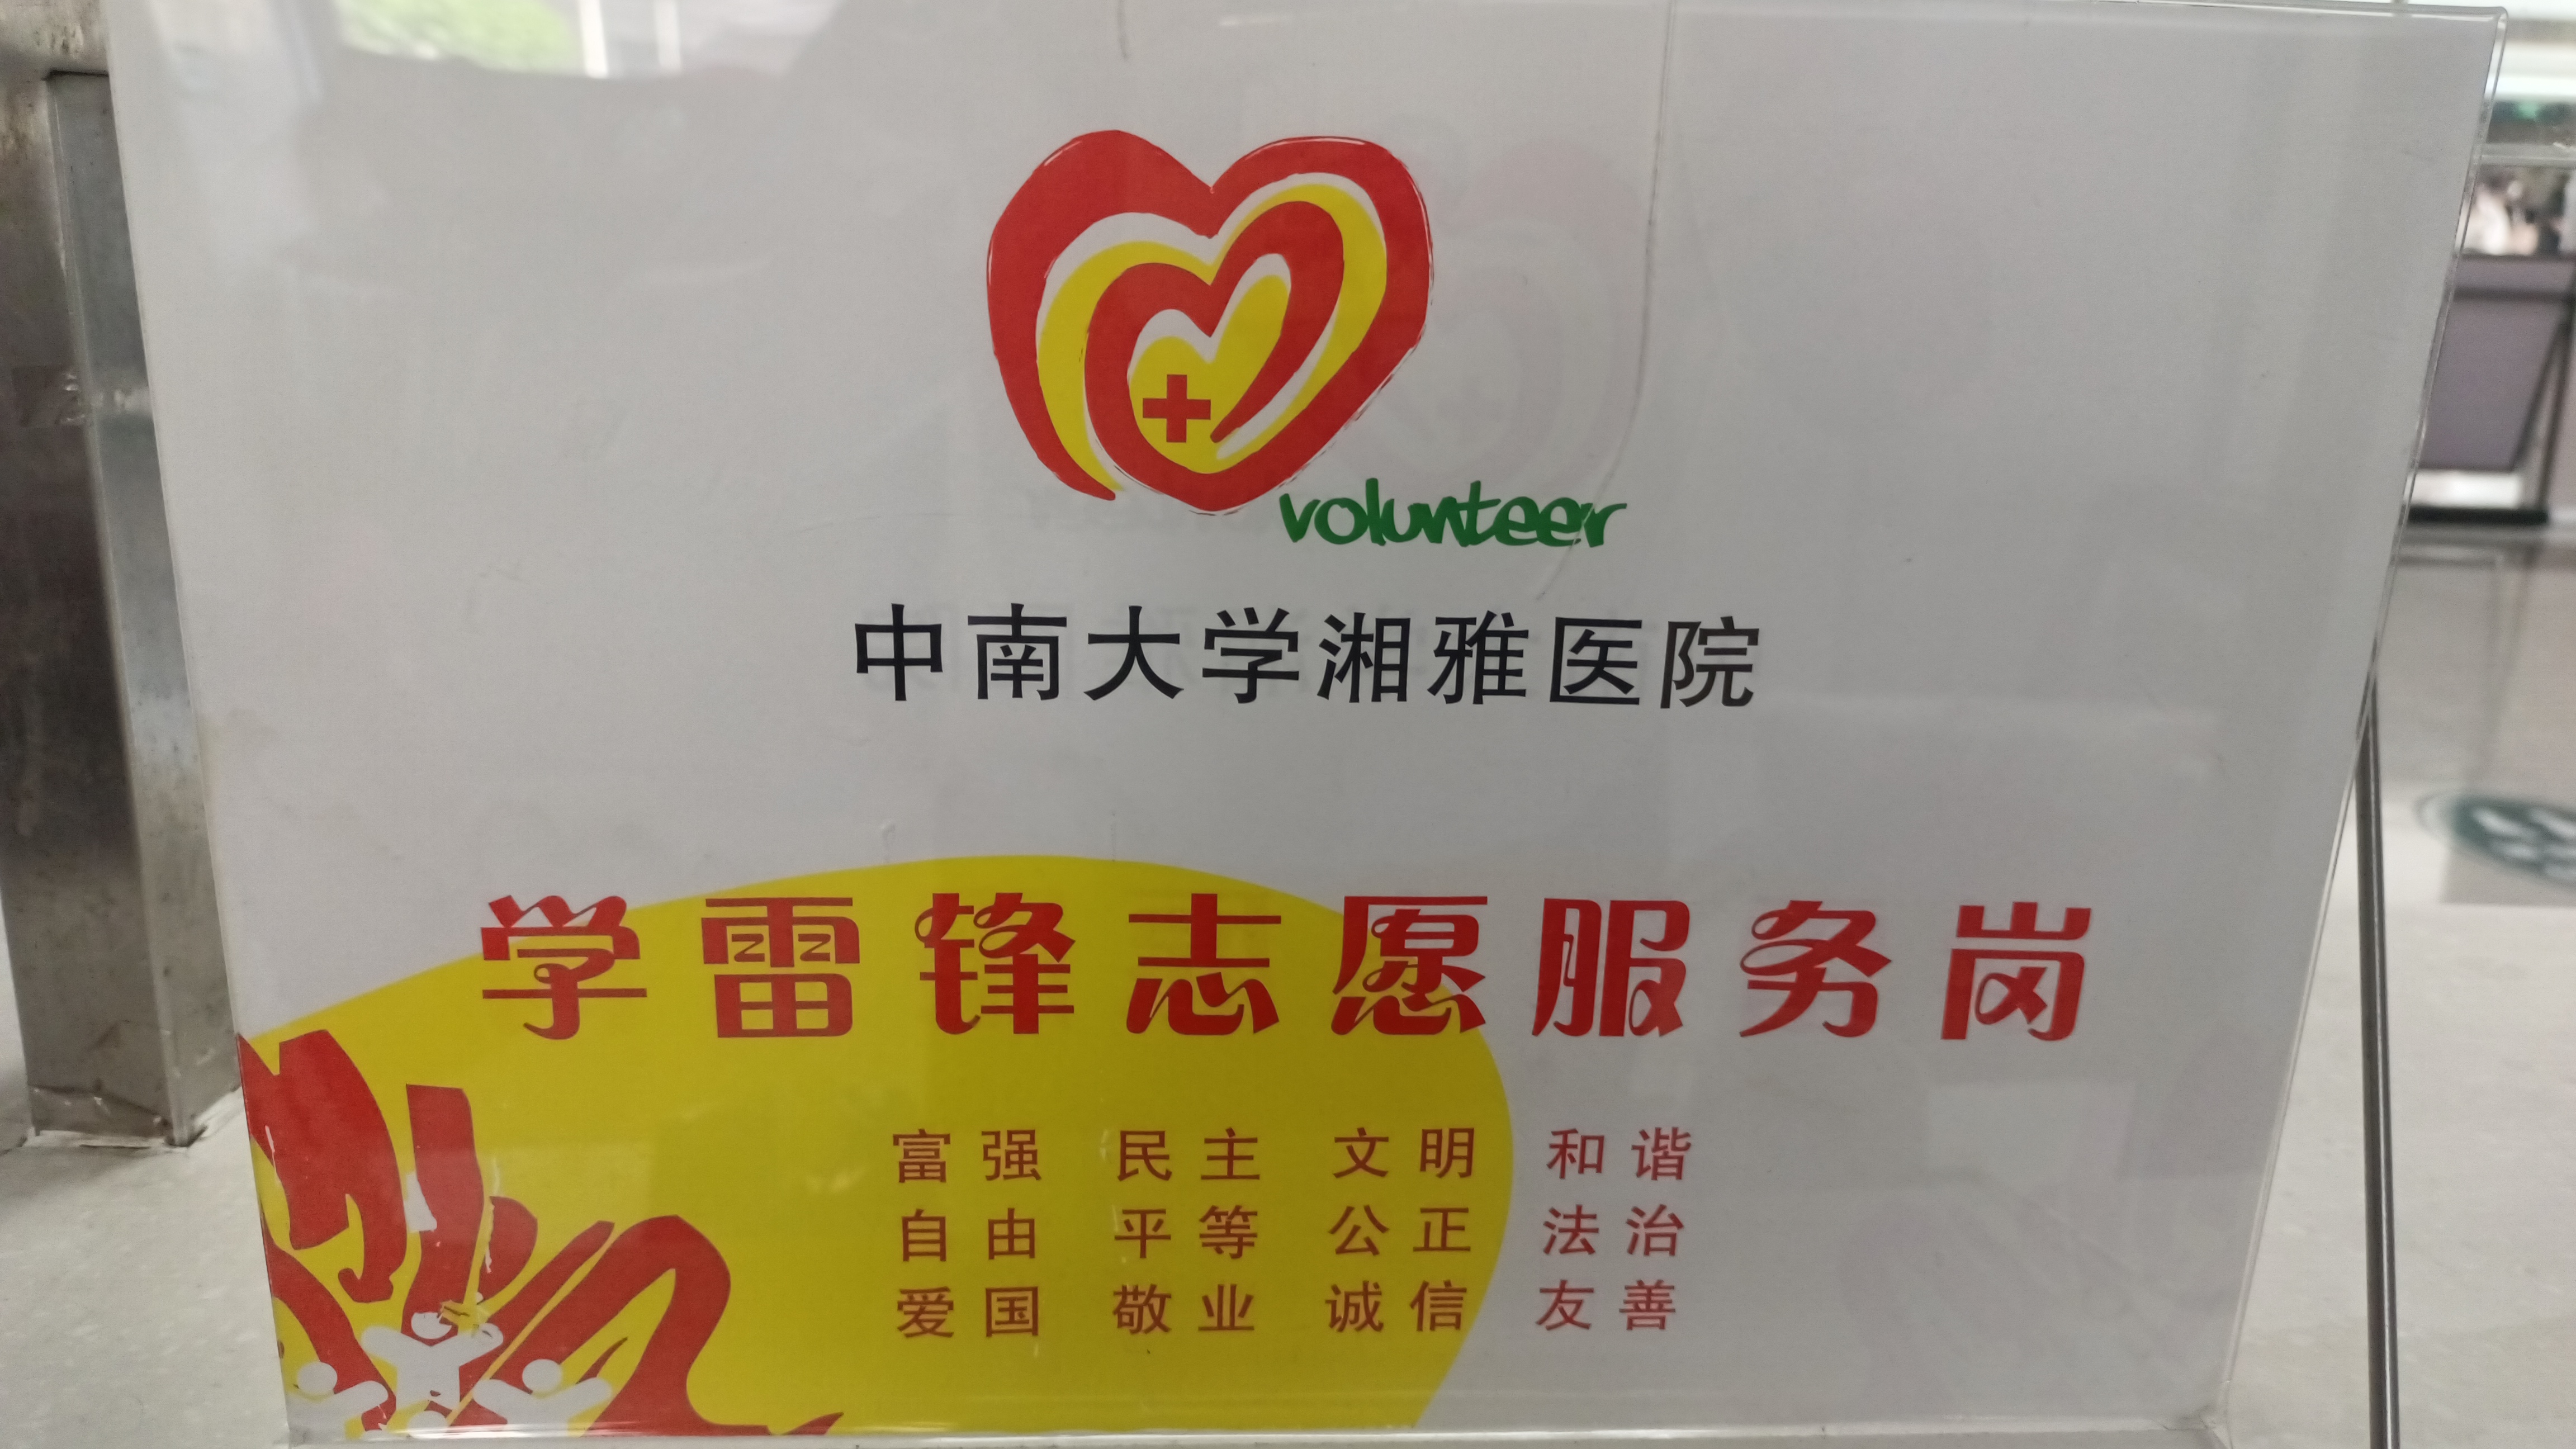 volunteer
中南大学湘雅医院
学雷锋志愿服务岗
富强 民主 文明 和谐
自由 平等 公正 法治
爱国 敬业 诚信 友善